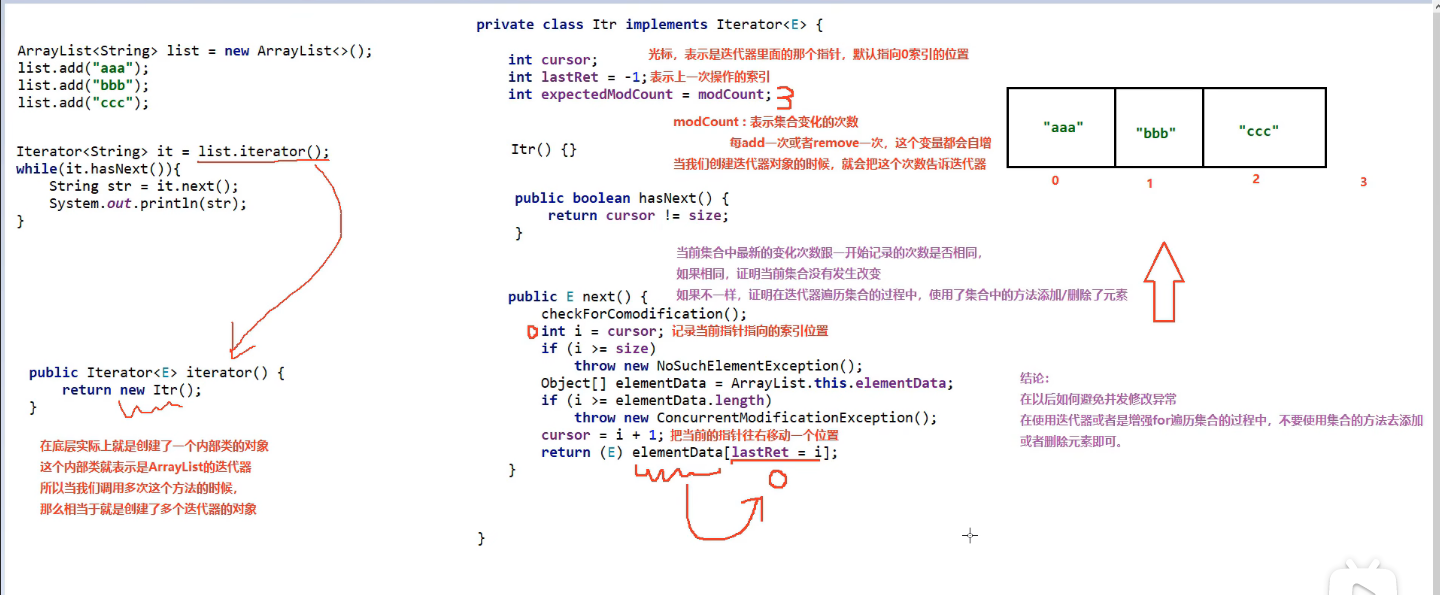 ArrayList<String> list = new ArrayList<>();
list.add("aaa");
list.add("bbb");
list.add("ccc");
Iterator<String> it = list.iterator();
while(it.hasNext()){
String str = it.next();
System.out.println(str);
}
public Iterator<E> iterator() {
return new Itr();
}
在底层实际上就是创建了一个内部类的对象
这个内部类就表示是ArrayList的迭代器
所以当我们调用多次这个方法的时候，
那么相当于就是创建了多个迭代器的对象
private class Itr implements Iterator<E> {
int cursor; 光标，表示是迭代器里面的那个指针，默认指向0索引的位置
int lastRet = -1; 表示上一次操作的索引
int expectedModCount = modCount; 3
modCount：表示集合变化的次数
每add一次或者remove一次，这个变量都会自增
Itr() {}
当我们创建迭代器对象的时候，就会把这个次数告诉迭代器
public boolean hasNext() {
return cursor != size;
}
当前集合中最新的变化次数跟一开始记录的次数是否相同，
如果相同，证明当前集合没有发生改变
如果不一样，证明在迭代器遍历集合的过程中，使用了集合中的方法添加/删除了元素
public E next() {
checkForComodification();
0 int i = cursor; 记录当前指针指向的索引位置
if (i >= size)
throw new NoSuchElementException();
Object[] elementData = ArrayList.this.elementData;
if (i >= elementData.length)
throw new ConcurrentModificationException();
cursor = i + 1; 把当前的指针往右移动一个位置
return (E) elementData[lastRet = i];
}
0
}
"aaa" "bbb" "ccc"
0 1 2 3
结论：
在以后如何避免并发修改异常
在使用迭代器或者是增强for遍历集合的过程中，不要使用集合的方法去添加
或者删除元素即可。